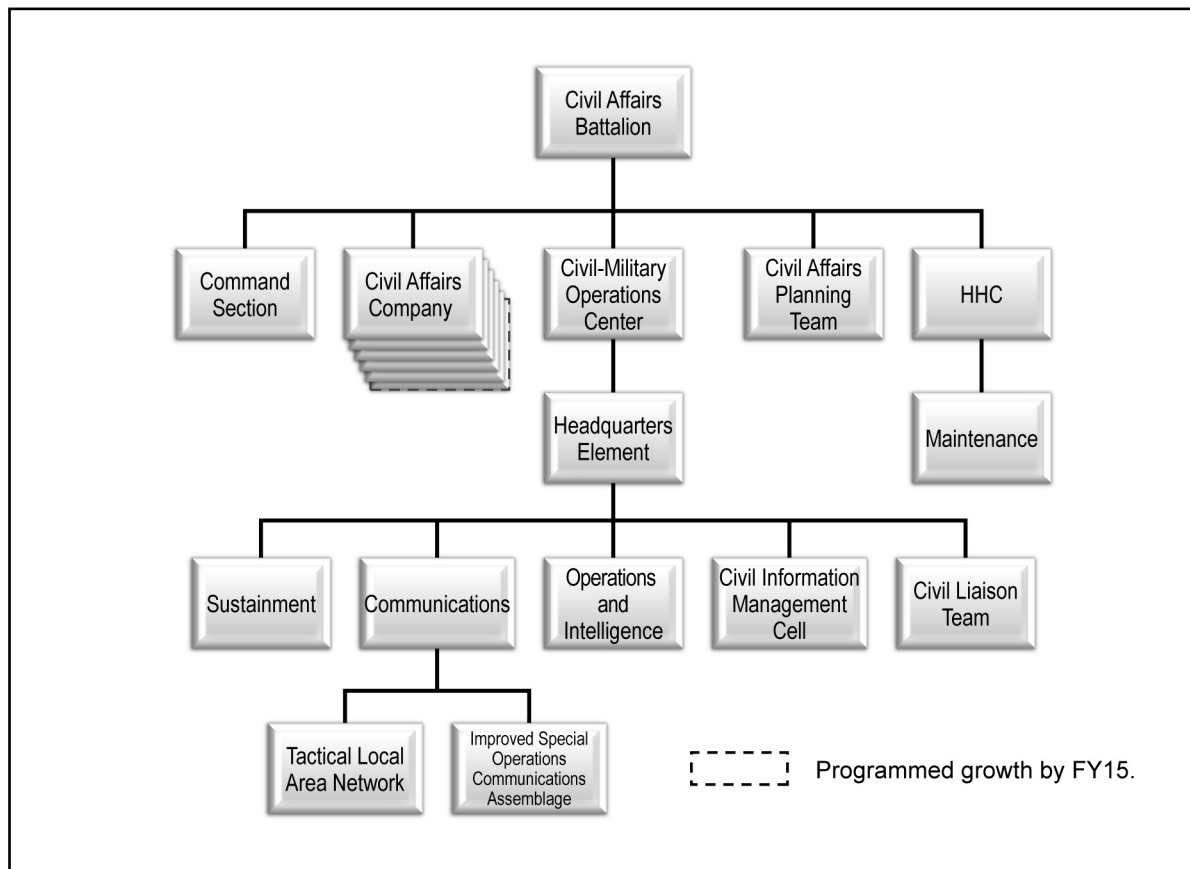 Civil Affairs
Battalion
Command
Section
Civil Affairs
Company
Civil-Military
Operations
Center
Civil Affairs
Planning
Team
HHC
Headquarters
Element
Maintenance
Sustainment
Communications
Operations
and
Intelligence
Civil Information
Management
Cell
Civil Liaison
Team
Tactical Local
Area Network
Improved Special
Operations
Communications
Assemblage
Programmed growth by FY15.